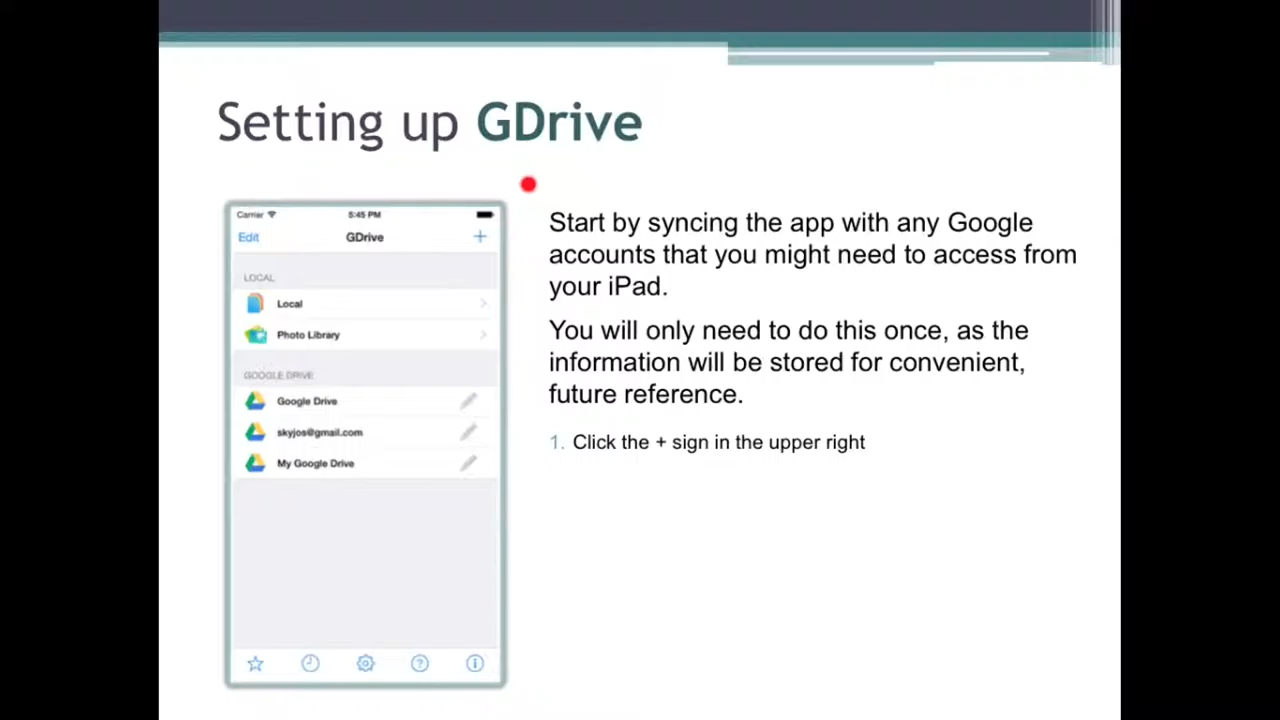 Setting up GDrive
Carrier 5:45 PM
Edit GDrive +
LOCAL
Local
Photo Library
GOOGLE DRIVE
Google Drive
skyjos@gmail.com
My Google Drive
Start by syncing the app with any Google
accounts that you might need to access from
your iPad.
You will only need to do this once, as the
information will be stored for convenient,
future reference.
1. Click the + sign in the upper right